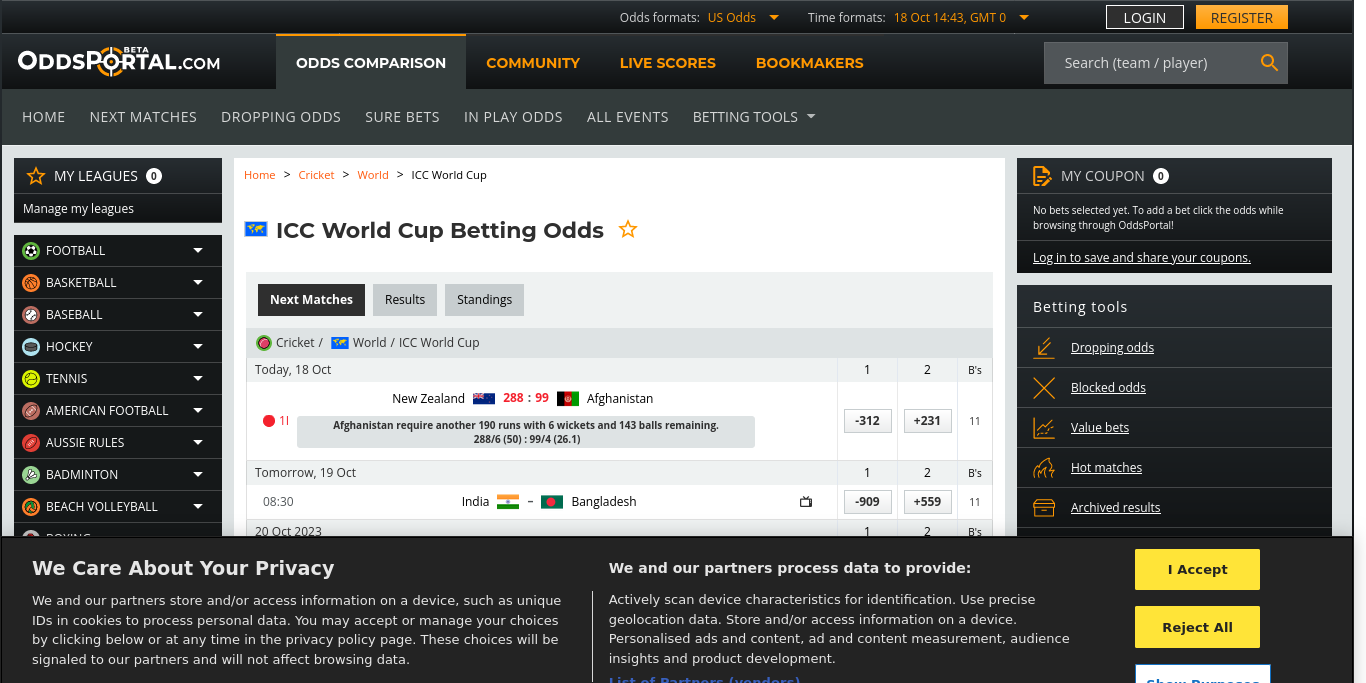 Odds formats: US Odds
Time formats: 18 Oct 14:43, GMT 0
LOGIN
REGISTER
ODDSPORTAL.COM
BETA
ODDS COMPARISON
COMMUNITY
LIVE SCORES
BOOKMAKERS
Search (team / player)
HOME
NEXT MATCHES
DROPPING ODDS
SURE BETS
IN PLAY ODDS
ALL EVENTS
BETTING TOOLS
MY LEAGUES 0
Manage my leagues
FOOTBALL
BASKETBALL
BASEBALL
HOCKEY
TENNIS
AMERICAN FOOTBALL
AUSSIE RULES
BADMINTON
BEACH VOLLEYBALL
BOXING
Home > Cricket > World > ICC World Cup
ICC World Cup Betting Odds
Next Matches
Results
Standings
Cricket / World / ICC World Cup
Today, 18 Oct 1 2 B's
New Zealand 288 : 99 Afghanistan
1I
Afghanistan require another 190 runs with 6 wickets and 143 balls remaining.
288/6 (50) : 99/4 (26.1)
-312 +231 11
Tomorrow, 19 Oct 1 2 B's
08:30 India – Bangladesh -909 +559 11
20 Oct 2023 1 2 B's
MY COUPON 0
No bets selected yet. To add a bet click the odds while
browsing through OddsPortal!
Log in to save and share your coupons.
Betting tools
Dropping odds
Blocked odds
Value bets
Hot matches
Archived results
We Care About Your Privacy
We and our partners store and/or access information on a device, such as unique
IDs in cookies to process personal data. You may accept or manage your choices
by clicking below or at any time in the privacy policy page. These choices will be
signaled to our partners and will not affect browsing data.
We and our partners process data to provide:
Actively scan device characteristics for identification. Use precise
geolocation data. Store and/or access information on a device.
Personalised ads and content, ad and content measurement, audience
insights and product development.
List of Partners (vendors)
I Accept
Reject All
Show Purposes